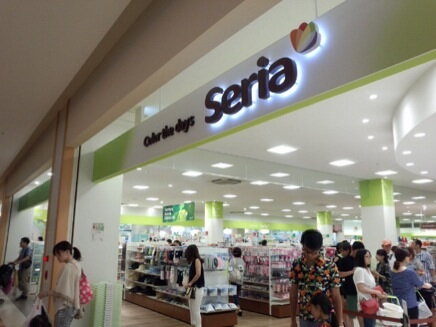 Color the days Seria